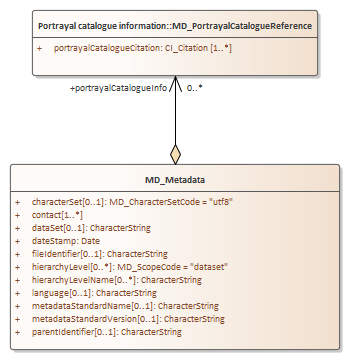 Portrayal catalogue information::MD_PortrayalCatalogueReference
+ portrayalCatalogueCitation: CI_Citation [1..*]
+portrayalCatalogueInfo 0..*
MD_Metadata
+ characterSet[0..1]: MD_CharacterSetCode = "utf8"
+ contact[1..*]
+ dataSet[0..1]: CharacterString
+ dateStamp: Date
+ fileIdentifier[0..1]: CharacterString
+ hierarchyLevel[0..*]: MD_ScopeCode = "dataset"
+ hierarchyLevelName[0..*]: CharacterString
+ language[0..1]: CharacterString
+ metadataStandardName[0..1]: CharacterString
+ metadataStandardVersion[0..1]: CharacterString
+ parentIdentifier[0..1]: CharacterString